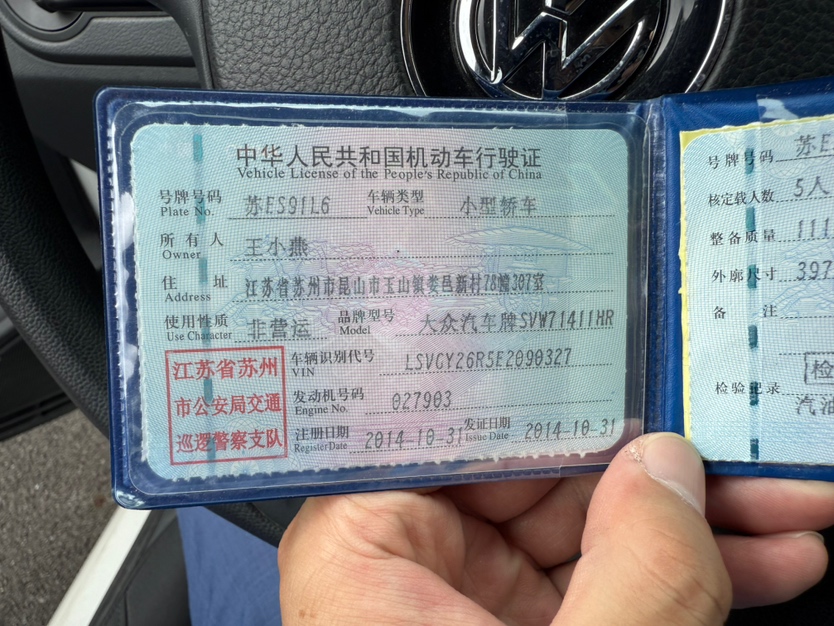 中华人民共和国机动车行驶证
Vehicle License of the People's Republic of China
号牌号码 苏ES91L6 车辆类型 小型轿车
Plate No. Vehicle Type
所有人 王小燕
Owner
住址 江苏省苏州市昆山市玉山镇娄邑新村78幢307室
Address
使用性质 非营运 品牌型号 大众汽车牌SVW71411HR
Use Character Model
江苏省苏州
市公安局交通
巡逻警察支队
车辆识别代号 LSVCY26R5E2090327
VIN
发动机号码 027903
Engine No.
注册日期 2014-10-31 发证日期 2014-10-31
Register Date Issue Date
号牌号码 苏E
核定载人数 5人
整备质量 111
外廓尺寸 397
备注
检验记录
检
汽油